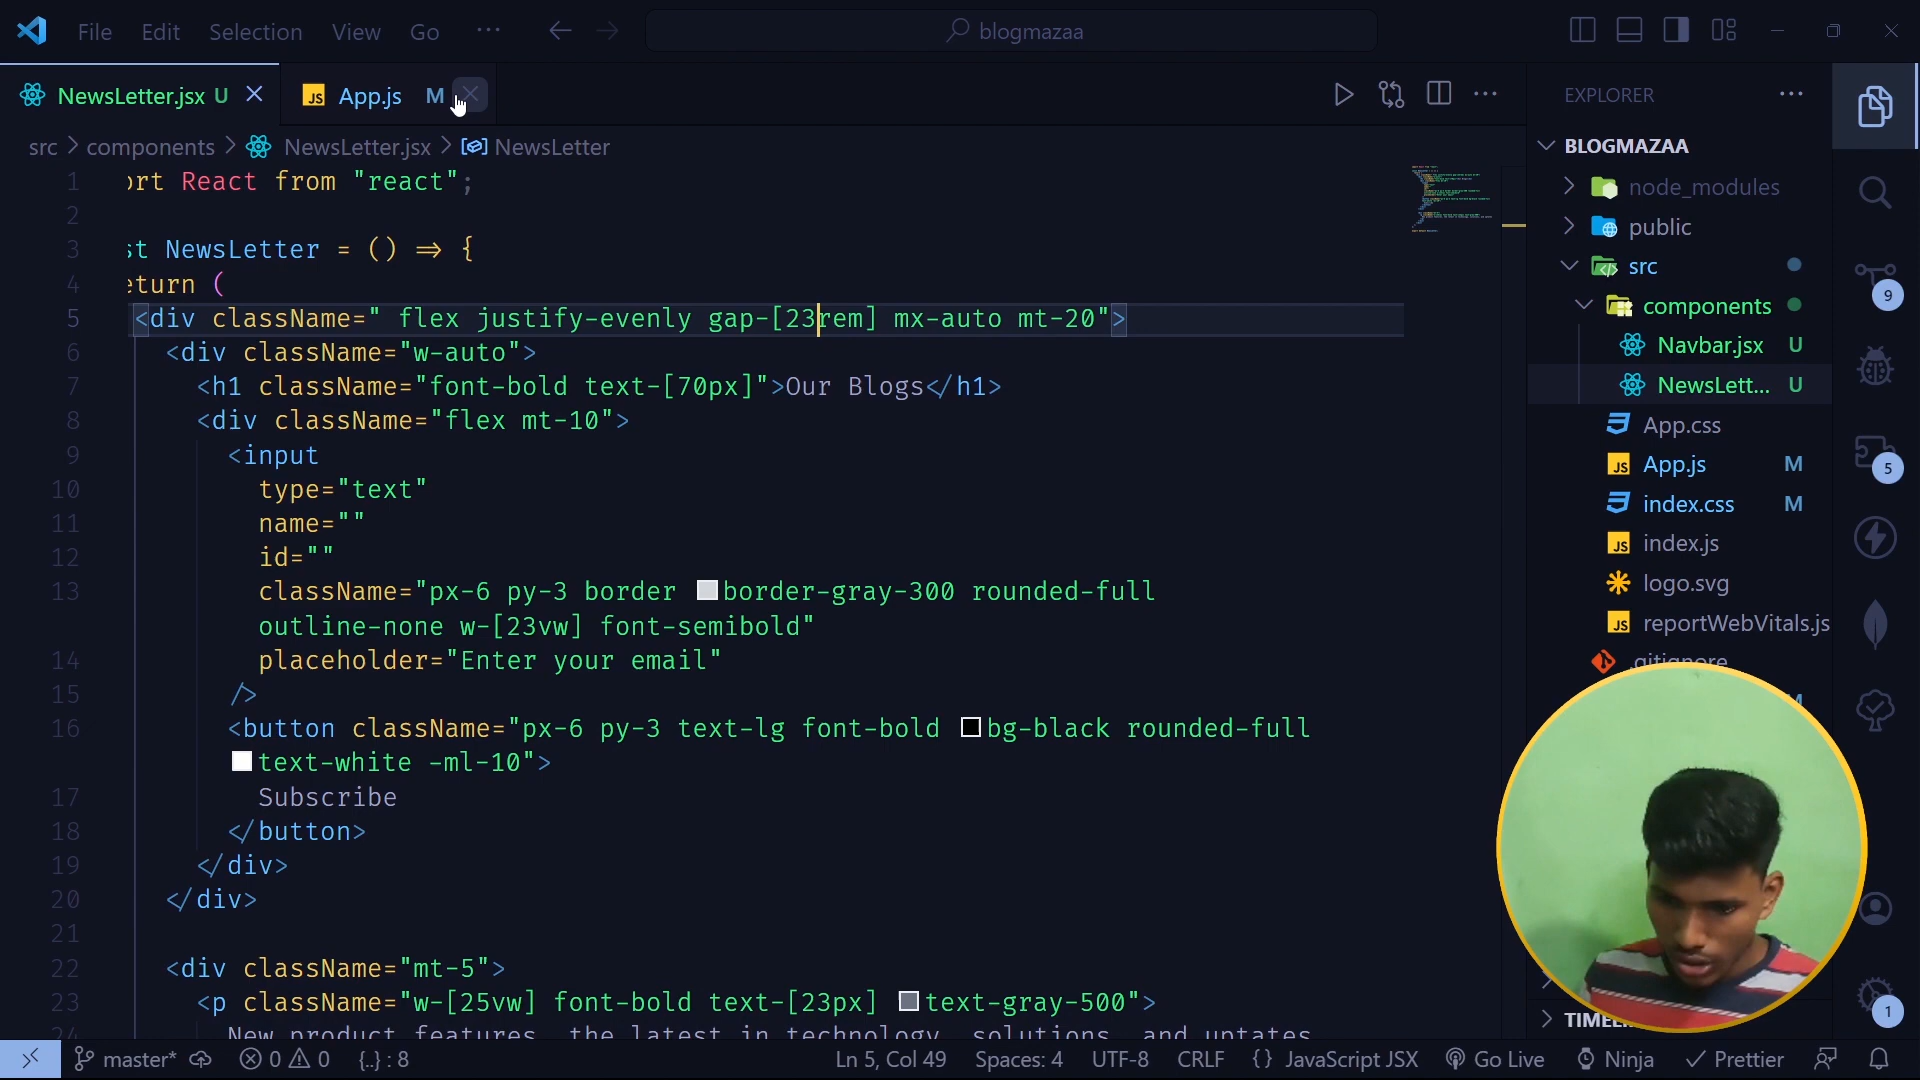 File Edit Selection View Go ··· blogmazaa
NewsLetter.jsx U App.js M
src > components > NewsLetter.jsx > NewsLetter
1 ort React from "react";
2
3 st NewsLetter = () => {
4 eturn (
5 <div className=" flex justify-evenly gap-[23rem] mx-auto mt-20">
6 <div className="w-auto">
7 <h1 className="font-bold text-[70px]">Our Blogs</h1>
8 <div className="flex mt-10">
9 <input
10 type="text"
11 name=""
12 id=""
13 className="px-6 py-3 border border-gray-300 rounded-full
outline-none w-[23vw] font-semibold"
14 placeholder="Enter your email"
15 />
16 <button className="px-6 py-3 text-lg font-bold bg-black rounded-full
text-white -ml-10">
17 Subscribe
18 </button>
19 </div>
20 </div>
21
22 <div className="mt-5">
23 <p className="w-[25vw] font-bold text-[23px] text-gray-500">
24 New product features, the latest in technology, solutions, and uptates
EXPLORER ···
BLOGMAZAA
node_modules
public
src
components
Navbar.jsx U
NewsLett... U
App.css
App.js M
index.css M
index.js
logo.svg
reportWebVitals.js
.gitignore
M
9
5
1
master* 0 0 {..} : 8 Ln 5, Col 49 Spaces: 4 UTF-8 CRLF {} JavaScript JSX Go Live Ninja Prettier